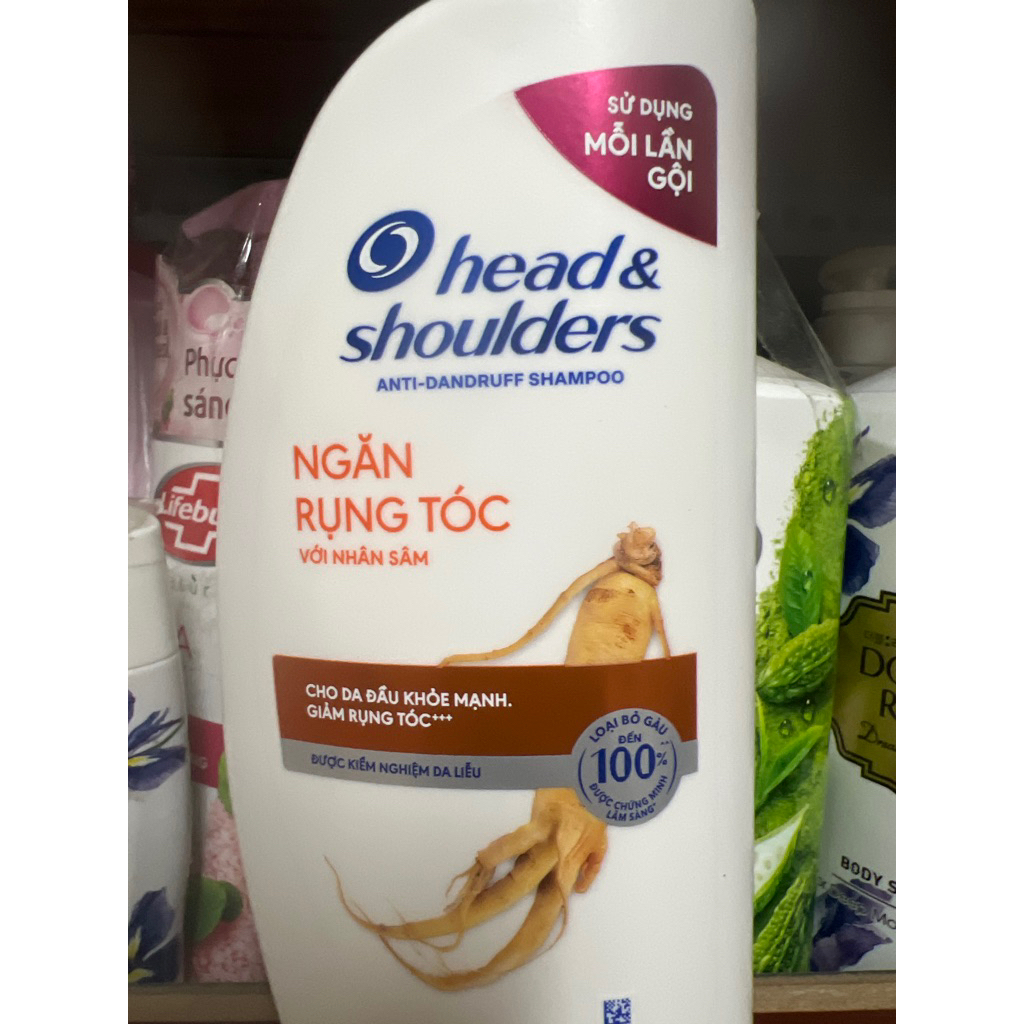 SỬ DỤNG
MỖI LẦN
GỘI
head &
shoulders
ANTI-DANDRUFF SHAMPOO
NGĂN
RỤNG TÓC
VỚI NHÂN SÂM
CHO DA ĐẦU KHỎE MẠNH.
GIẢM RỤNG TÓC+++
ĐƯỢC KIỂM NGHIỆM DA LIỄU
LOẠI BỎ GÀU
ĐẾN
100%
ĐƯỢC CHỨNG MINH
LÂM SÀNG
BODY